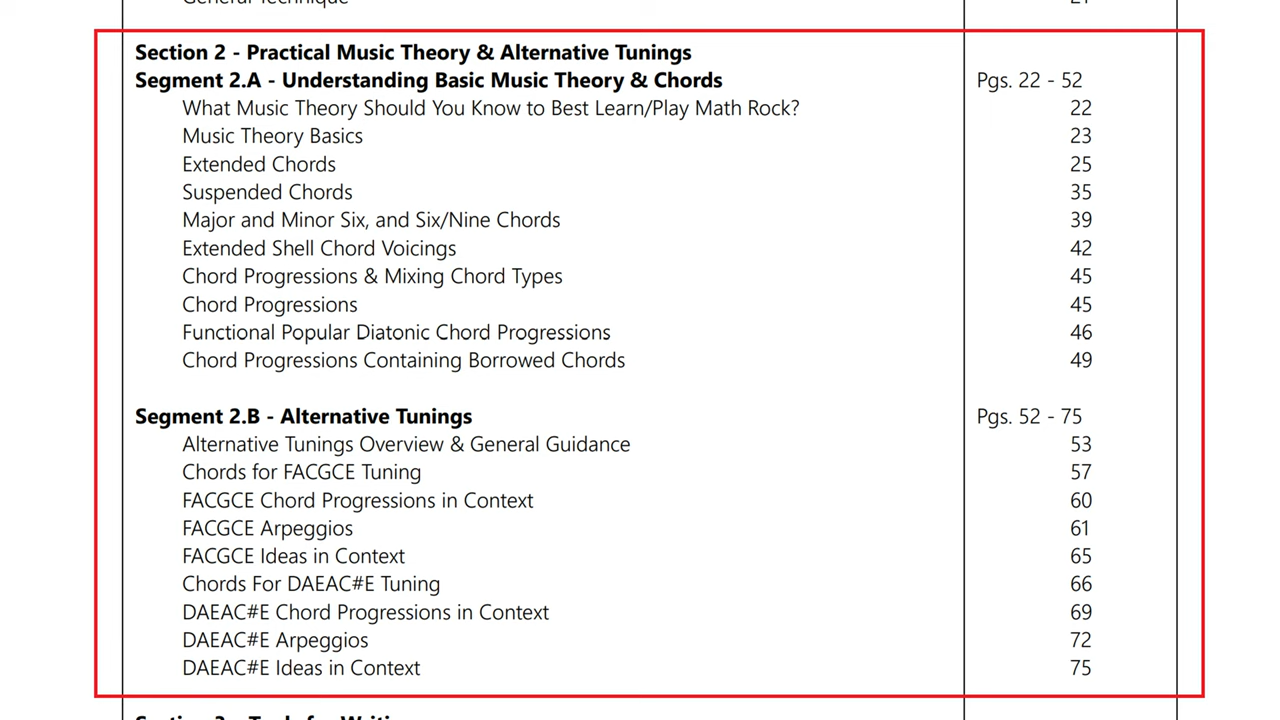 General Technique 21
Section 2 - Practical Music Theory & Alternative Tunings
Segment 2.A - Understanding Basic Music Theory & Chords Pgs. 22 - 52
What Music Theory Should You Know to Best Learn/Play Math Rock? 22
Music Theory Basics 23
Extended Chords 25
Suspended Chords 35
Major and Minor Six, and Six/Nine Chords 39
Extended Shell Chord Voicings 42
Chord Progressions & Mixing Chord Types 45
Chord Progressions 45
Functional Popular Diatonic Chord Progressions 46
Chord Progressions Containing Borrowed Chords 49
Segment 2.B - Alternative Tunings Pgs. 52 - 75
Alternative Tunings Overview & General Guidance 53
Chords for FACGCE Tuning 57
FACGCE Chord Progressions in Context 60
FACGCE Arpeggios 61
FACGCE Ideas in Context 65
Chords For DAEAC#E Tuning 66
DAEAC#E Chord Progressions in Context 69
DAEAC#E Arpeggios 72
DAEAC#E Ideas in Context 75